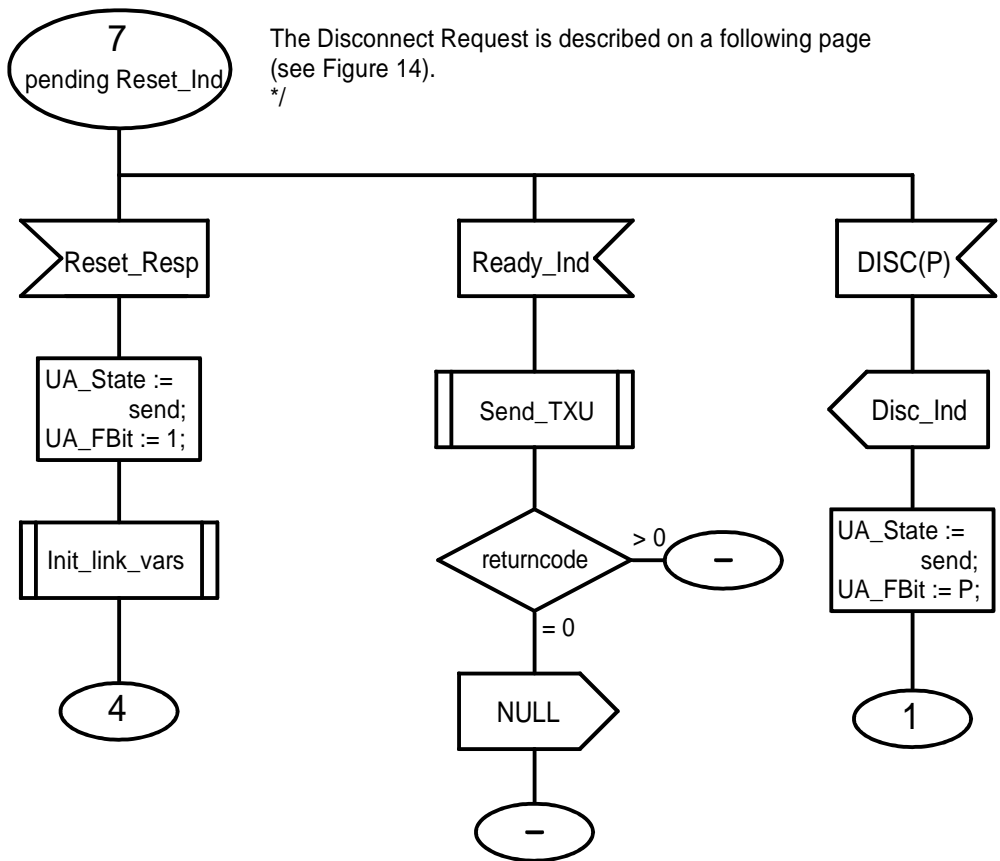 7
pending Reset_Ind
The Disconnect Request is described on a following page
(see Figure 14).
*/
Reset_Resp
UA_State :=
send;
UA_FBit := 1;
Init_link_vars
4
Ready_Ind
Send_TXU
returncode
> 0
–
= 0
NULL
–
DISC(P)
Disc_Ind
UA_State :=
send;
UA_FBit := P;
1